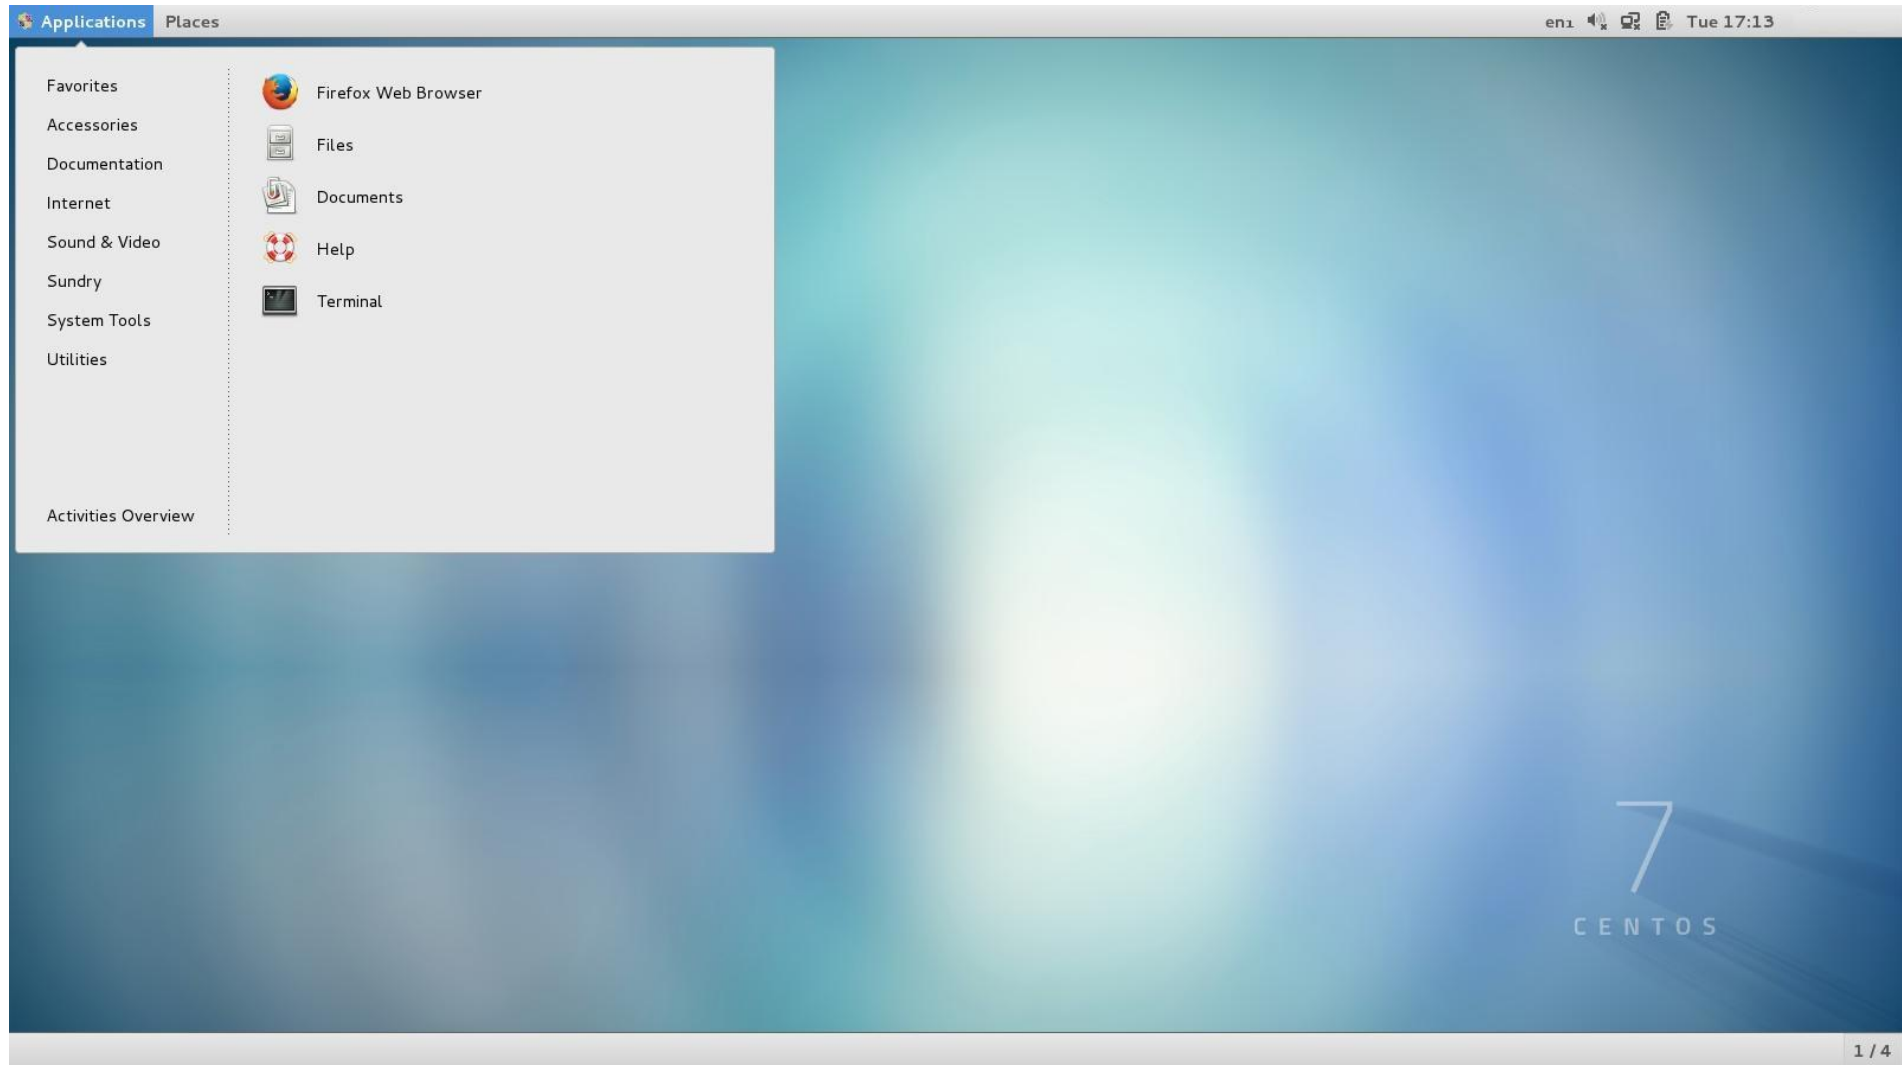 Applications Places en1 Tue 17:13
Favorites
Accessories
Documentation
Internet
Sound & Video
Sundry
System Tools
Utilities
Activities Overview
Firefox Web Browser
Files
Documents
Help
Terminal
7
CENTOS
1 / 4